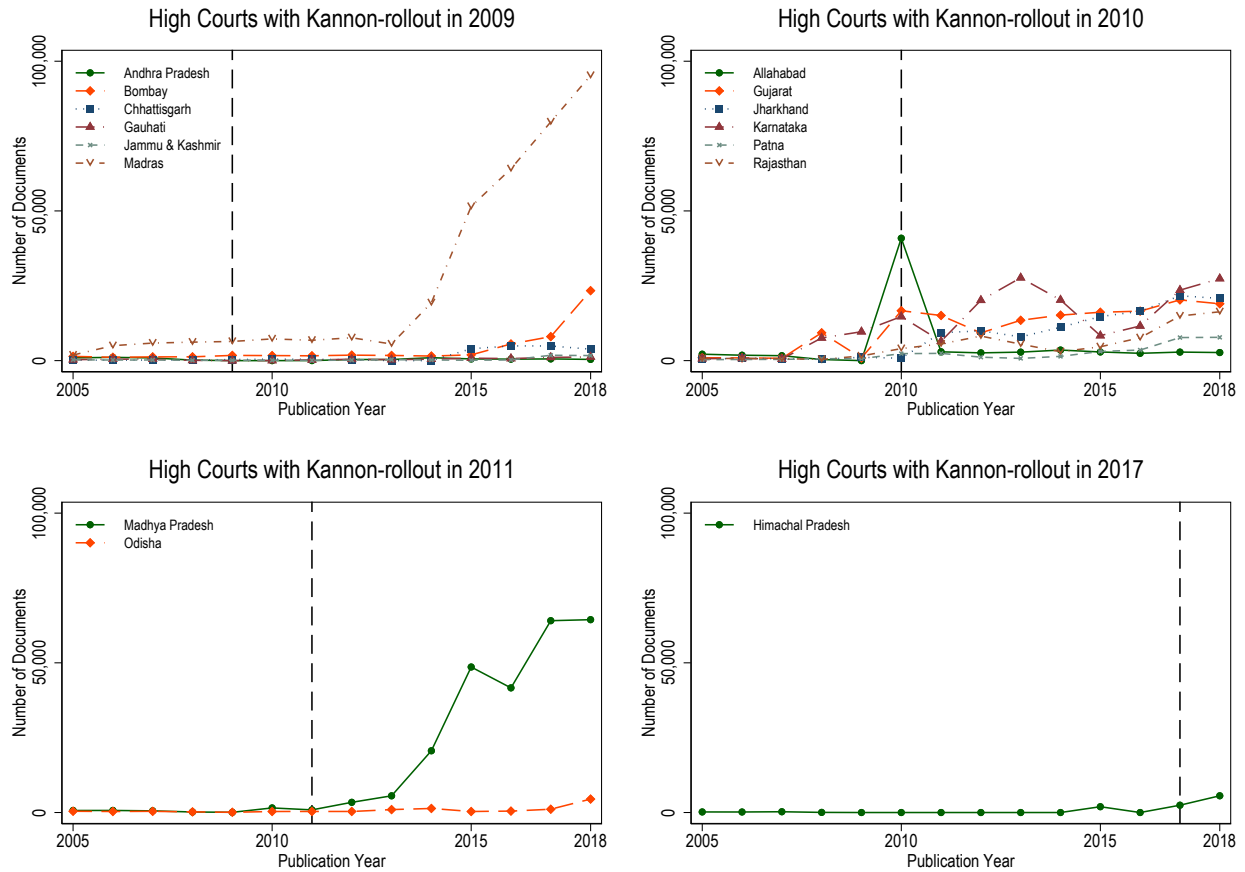 High Courts with Kannon-rollout in 2009
Number of Documents
100,000
50,000
0
Andhra Pradesh
Bombay
Chhattisgarh
Gauhati
Jammu & Kashmir
Madras
2005 2010 2015 2018
Publication Year
High Courts with Kannon-rollout in 2010
Number of Documents
100,000
50,000
0
Allahabad
Gujarat
Jharkhand
Karnataka
Patna
Rajasthan
2005 2010 2015 2018
Publication Year
High Courts with Kannon-rollout in 2011
Number of Documents
100,000
50,000
0
Madhya Pradesh
Odisha
2005 2010 2015 2018
Publication Year
High Courts with Kannon-rollout in 2017
Number of Documents
100,000
50,000
0
Himachal Pradesh
2005 2010 2015 2018
Publication Year